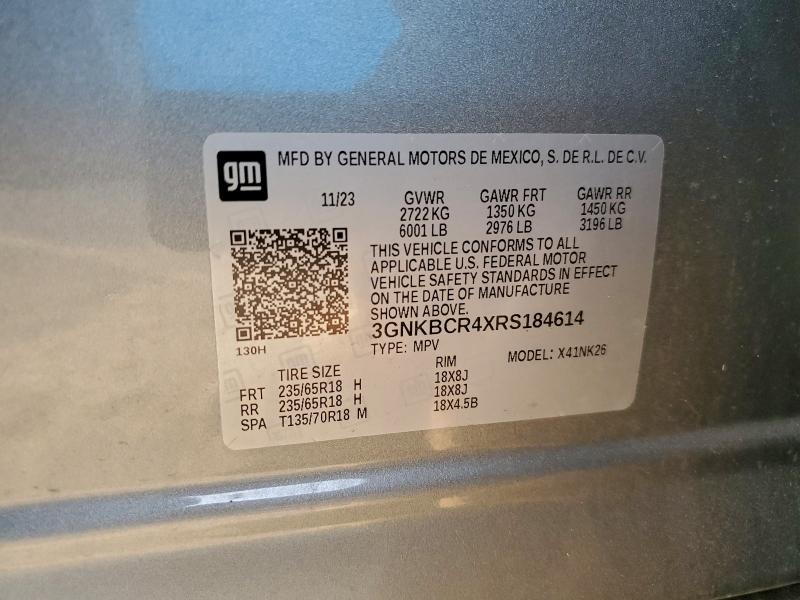 gm
MFD BY GENERAL MOTORS DE MEXICO, S. DE R.L. DE C.V.
11/23 GVWR GAWR FRT GAWR RR
2722 KG 1350 KG 1450 KG
6001 LB 2976 LB 3196 LB
THIS VEHICLE CONFORMS TO ALL
APPLICABLE U.S. FEDERAL MOTOR
VEHICLE SAFETY STANDARDS IN EFFECT
ON THE DATE OF MANUFACTURE
SHOWN ABOVE.
3GNKBCR4XRS184614
130H
TYPE: MPV MODEL: X41NK26
TIRE SIZE RIM
FRT 235/65R18 H 18X8J
RR 235/65R18 H 18X8J
SPA T135/70R18 M 18X4.5B